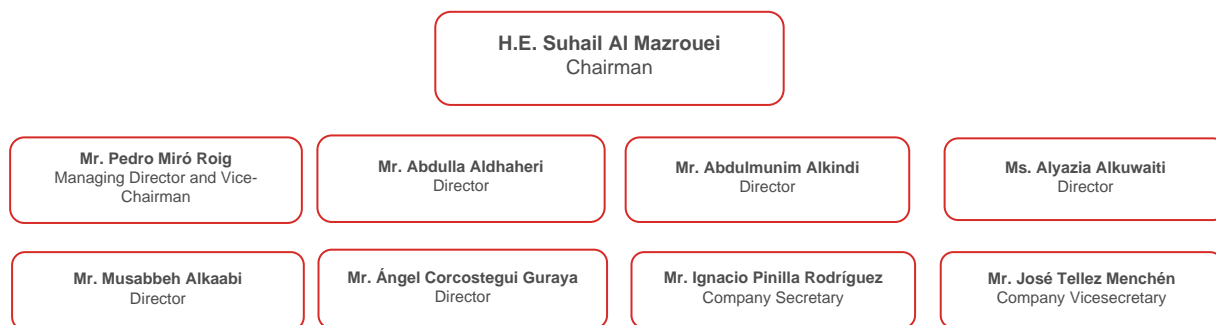 H.E. Suhail Al Mazrouei
Chairman
Mr. Pedro Miró Roig
Managing Director and Vice-
Chairman
Mr. Abdulla Aldhaheri
Director
Mr. Abdulmunim Alkindi
Director
Ms. Alyazia Alkuwaiti
Director
Mr. Musabbeh Alkaabi
Director
Mr. Ángel Corcostegui Guraya
Director
Mr. Ignacio Pinilla Rodríguez
Company Secretary
Mr. José Tellez Menchén
Company Vicesecretary